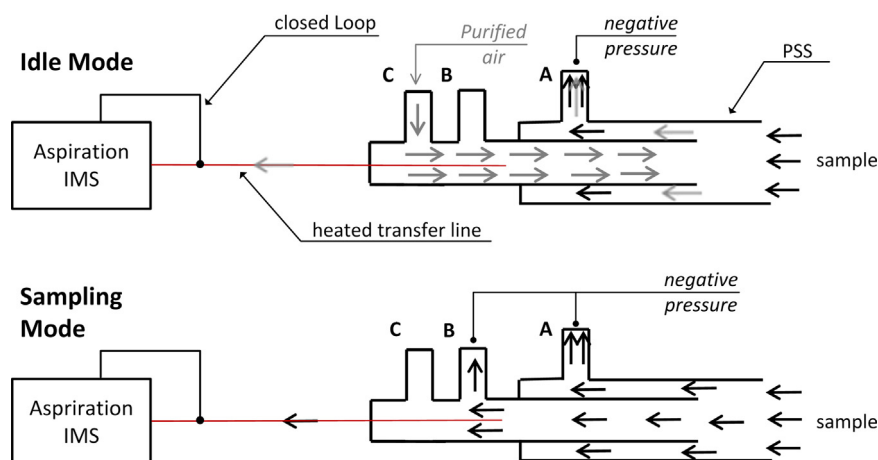 closed Loop
Purified
air
negative
pressure
Idle Mode
C
B
A
PSS
Aspiration
IMS
sample
heated transfer line
Sampling
Mode
negative
pressure
C
B
A
Aspriration
IMS
sample